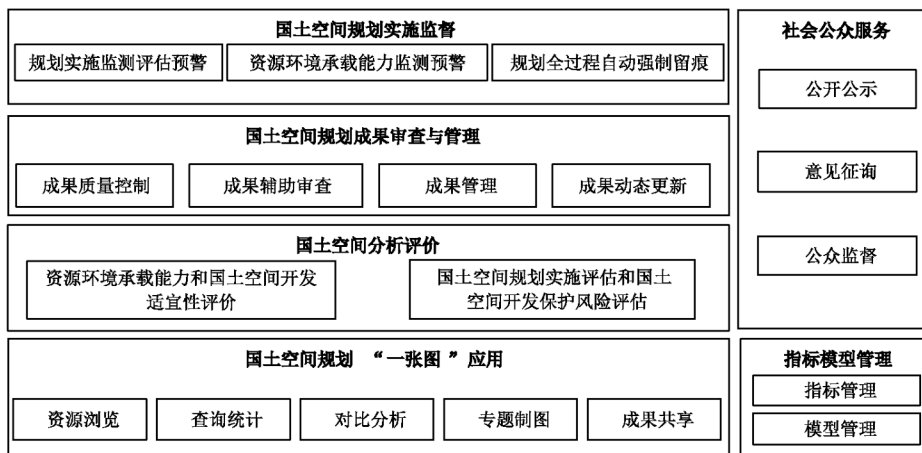 国土空间规划实施监督
规划实施监测评估预警
资源环境承载能力监测预警
规划全过程自动强制留痕
国土空间规划成果审查与管理
成果质量控制
成果辅助审查
成果管理
成果动态更新
国土空间分析评价
资源环境承载能力和国土空间开发
适宜性评价
国土空间规划实施评估和国土
空间开发保护风险评估
国土空间规划 “一张图”应用
资源浏览
查询统计
对比分析
专题制图
成果共享
社会公众服务
公开公示
意见征询
公众监督
指标模型管理
指标管理
模型管理